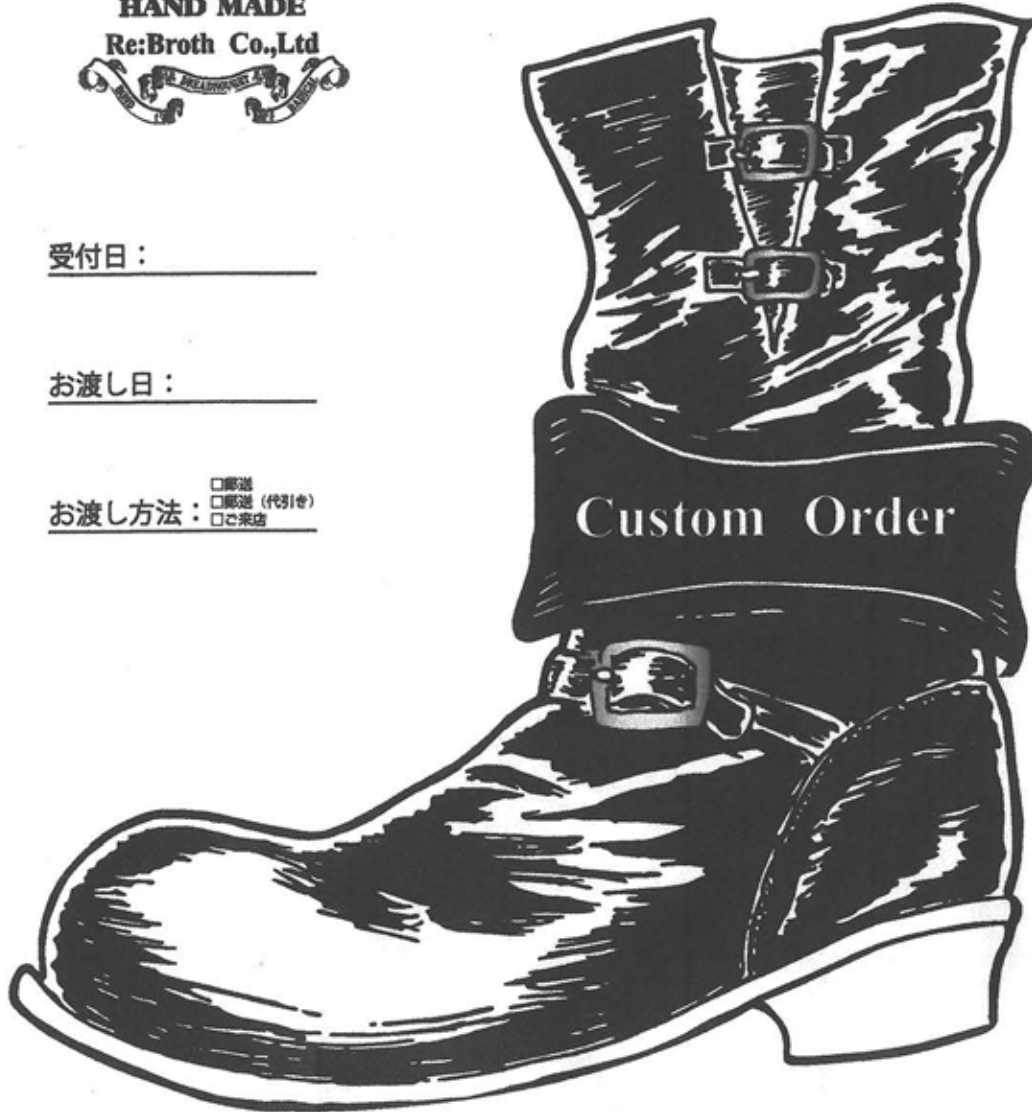 HAND MADE
Re:Broth Co.,Ltd
受付日：
お渡し日：
お渡し方法：
□郵送
□郵送（代引き）
□ご来店
Custom Order